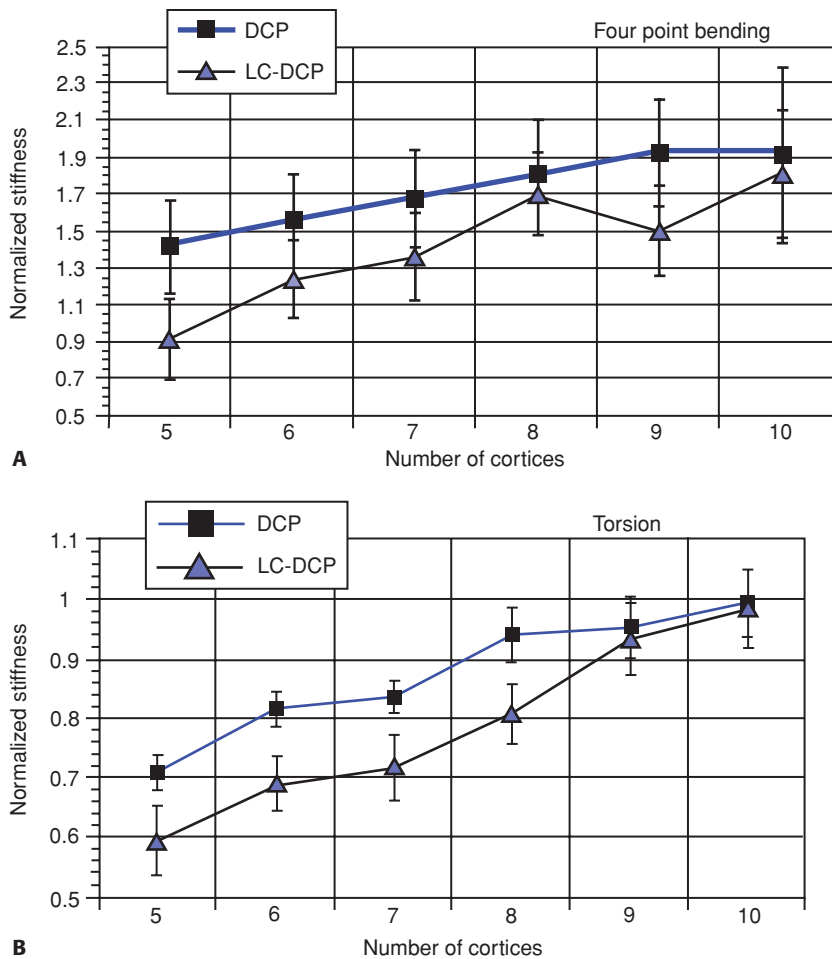 DCP
LC-DCP
Four point bending
Normalized stiffness
2.5
2.3
2.1
1.9
1.7
1.5
1.3
1.1
0.9
0.7
0.5
5 6 7 8 9 10
Number of cortices
A
DCP
LC-DCP
Torsion
Normalized stiffness
1.1
1
0.9
0.8
0.7
0.6
0.5
5 6 7 8 9 10
Number of cortices
B